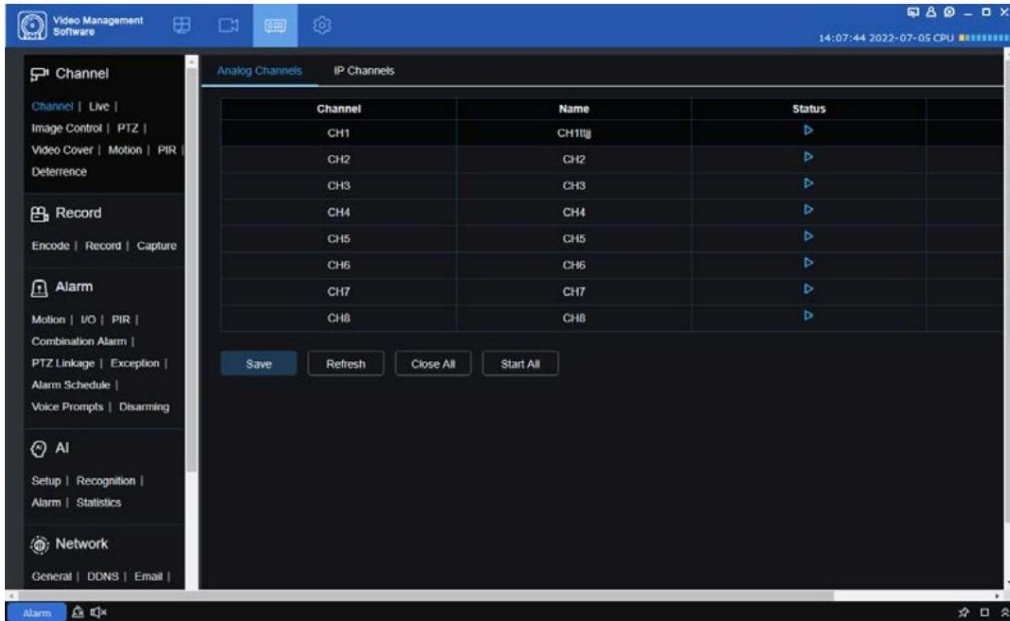 Video Management
Software
14:07:44 2022-07-05 CPU
Channel
Channel | Live |
Image Control | PTZ |
Video Cover | Motion | PIR |
Deterrence
Record
Encode | Record | Capture
Alarm
Motion | I/O | PIR |
Combination Alarm |
PTZ Linkage | Exception |
Alarm Schedule |
Voice Prompts | Disarming
AI
Setup | Recognition |
Alarm | Statistics
Network
General | DDNS | Email |
Analog Channels IP Channels
Channel Name Status
CH1
CH2 CH2
CH3 CH3
CH4 CH4
CH5 CH5
CH6 CH6
CH7 CH7
CH8 CH8
Save Refresh Close All Start All
Alarm